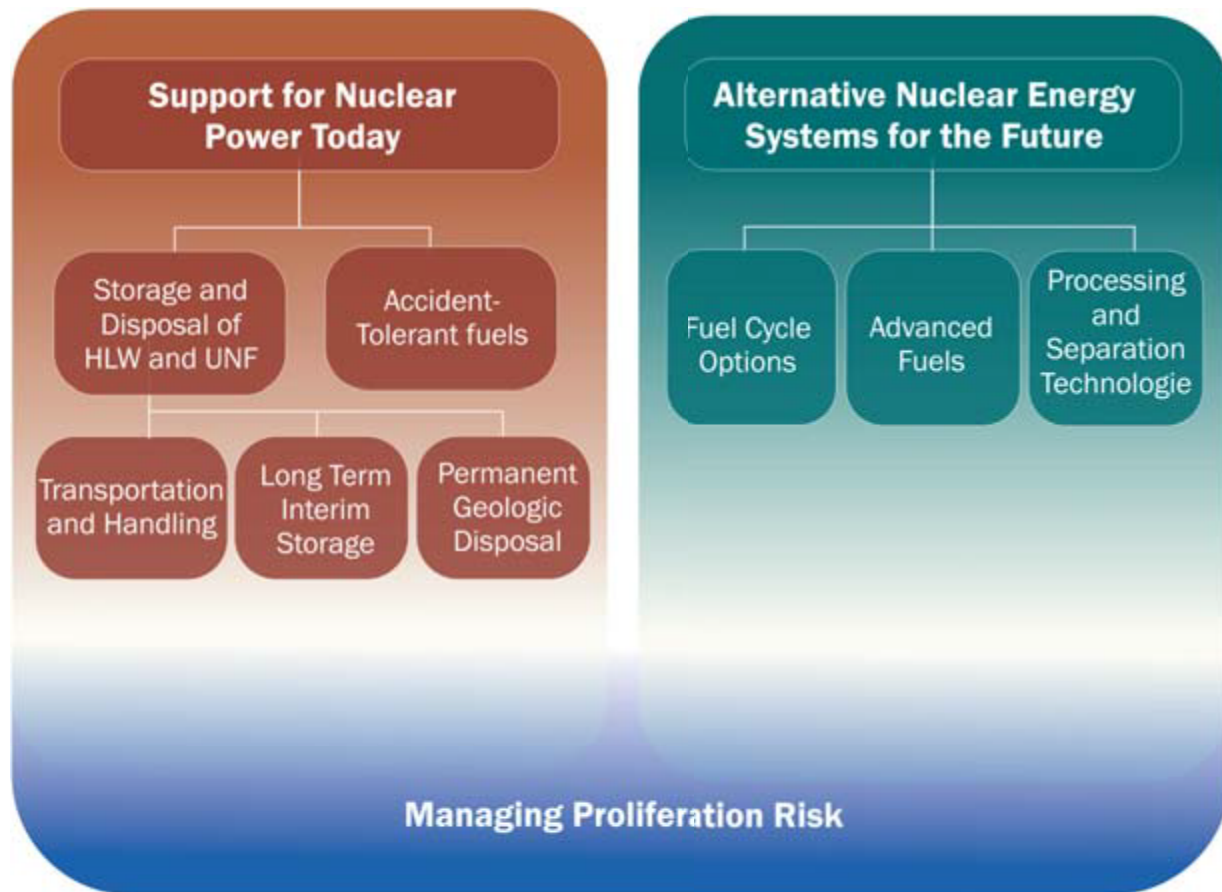 Support for Nuclear
Power Today
Storage and
Disposal of
HLW and UNF
Accident-
Tolerant fuels
Transportation
and Handling
Long Term
Interim
Storage
Permanent
Geologic
Disposal
Alternative Nuclear Energy
Systems for the Future
Fuel Cycle
Options
Advanced
Fuels
Processing
and
Separation
Technologie
Managing Proliferation Risk